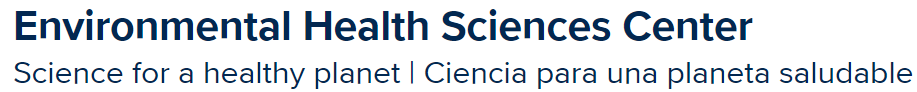 Environmental Health Sciences Center
Science for a healthy planet | Ciencia para una planeta saludable